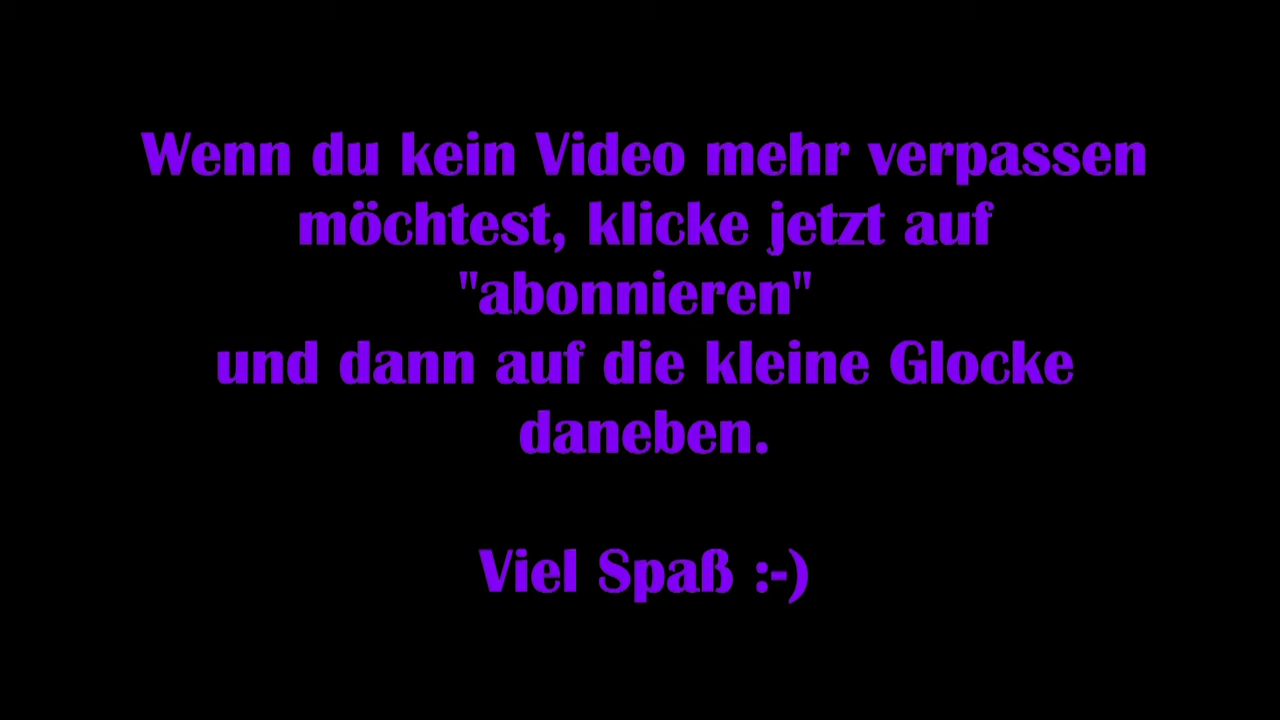 Wenn du kein Video mehr verpassen
möchtest, klicke jetzt auf
"abonnieren"
und dann auf die kleine Glocke
daneben.
Viel Spaß :-)